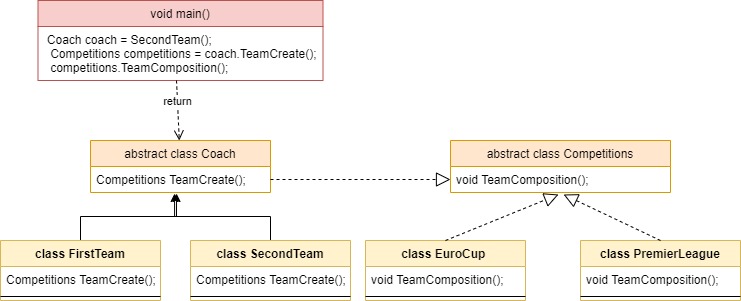 void main()
Coach coach = SecondTeam();
Competitions competitions = coach.TeamCreate();
competitions.TeamComposition();
return
abstract class Coach
Competitions TeamCreate();
abstract class Competitions
void TeamComposition();
class FirstTeam
Competitions TeamCreate();
class SecondTeam
Competitions TeamCreate();
class EuroCup
void TeamComposition();
class PremierLeague
void TeamComposition();